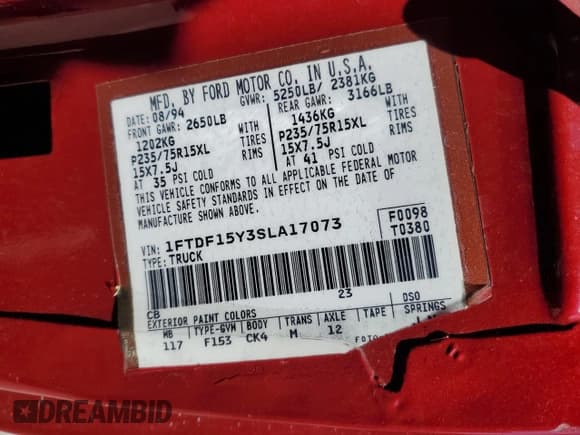 MFD. BY FORD MOTOR CO. IN U.S.A.
DATE: 08/94 GVWR: 5250LB/ 2381KG
FRONT GAWR: 2650LB REAR GAWR: 3166LB
1202KG WITH 1436KG WITH
P235/75R15XL TIRES P235/75R15XL TIRES
15X7.5J RIMS 15X7.5J RIMS
AT 35 PSI COLD AT 41 PSI COLD
THIS VEHICLE CONFORMS TO ALL APPLICABLE FEDERAL MOTOR
VEHICLE SAFETY STANDARDS IN EFFECT ON THE DATE OF
MANUFACTURE SHOWN ABOVE.
VIN: 1FTDF15Y3SLA17073 F0098
TYPE: TRUCK T0380
CB 23
EXTERIOR PAINT COLORS DSO
WB TYPE-GVW BODY TRANS AXLE TAPE SPRINGS
117 F153 CK4 M 12
DREAMBID